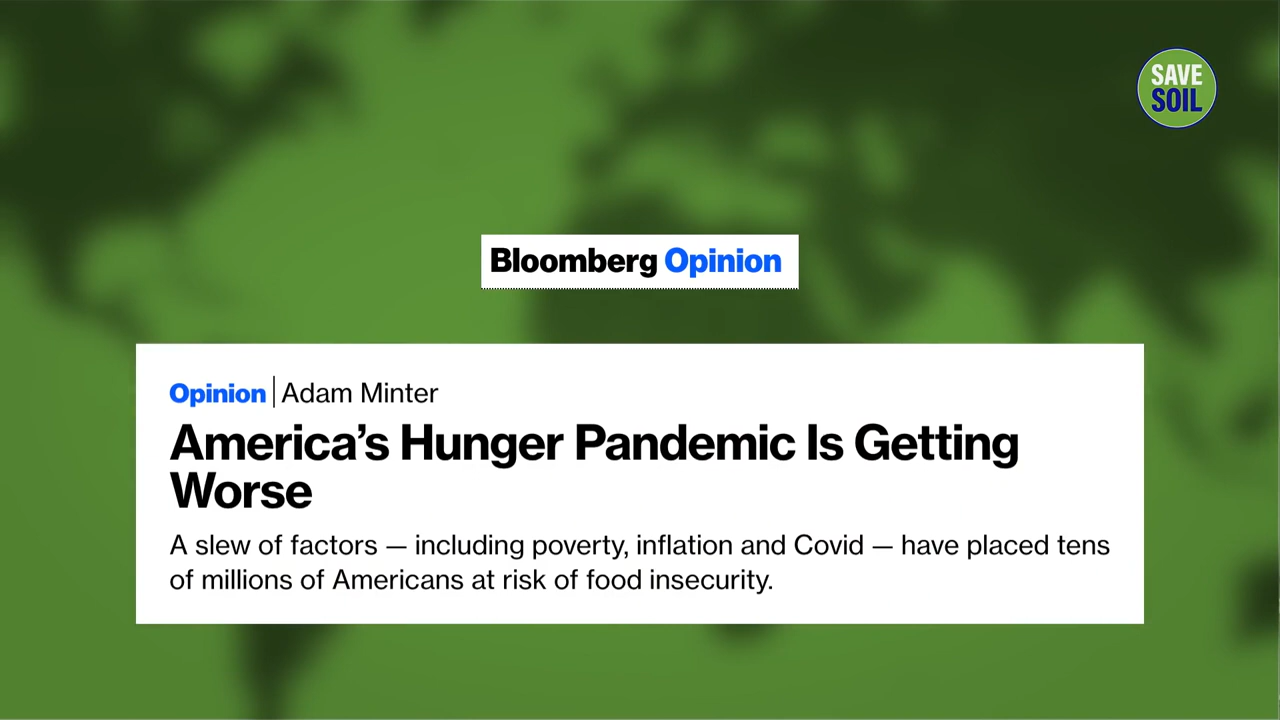 SAVE
SOIL
Bloomberg Opinion
Opinion | Adam Minter
America’s Hunger Pandemic Is Getting
Worse
A slew of factors — including poverty, inflation and Covid — have placed tens
of millions of Americans at risk of food insecurity.